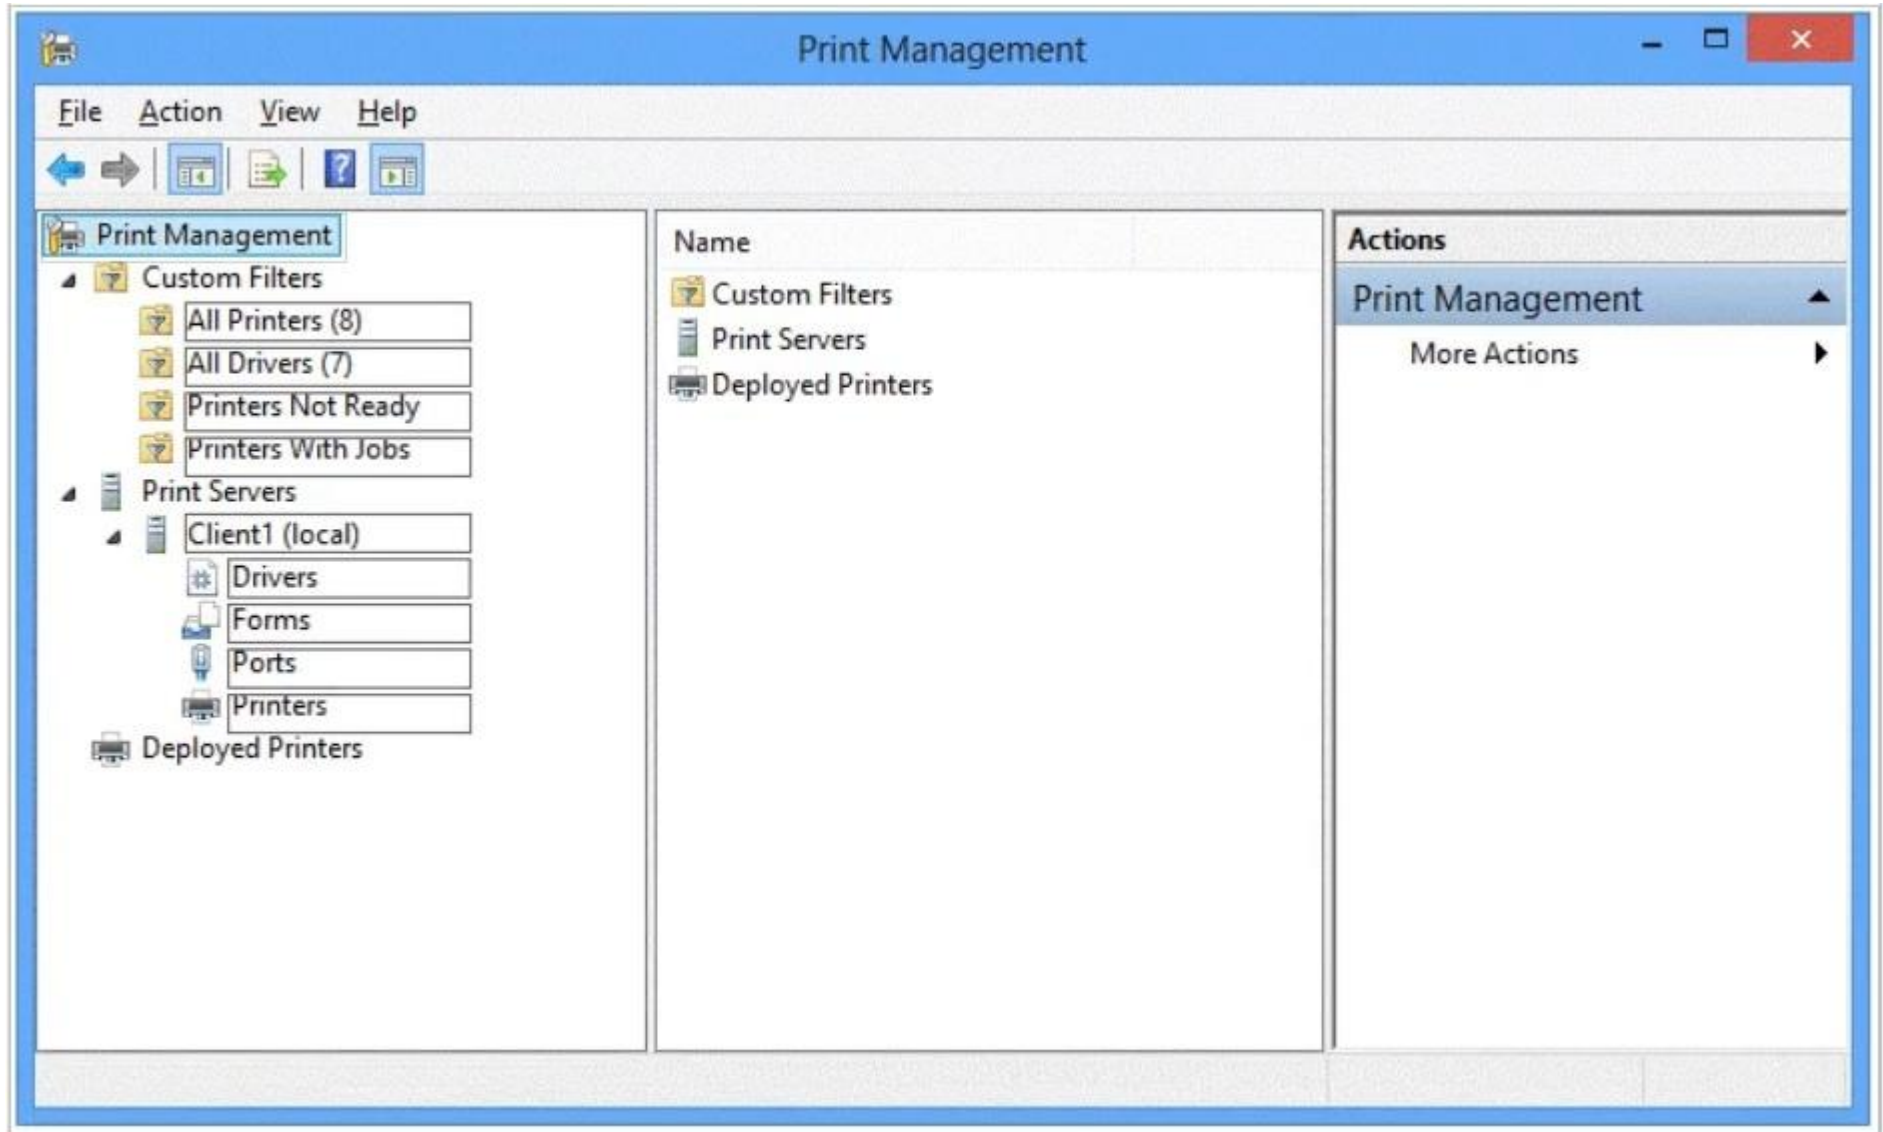 Print Management
File Action View Help
Print Management
Custom Filters
All Printers (8)
All Drivers (7)
Printers Not Ready
Printers With Jobs
Print Servers
Client1 (local)
Drivers
Forms
Ports
Printers
Deployed Printers
Name
Custom Filters
Print Servers
Deployed Printers
Actions
Print Management
More Actions